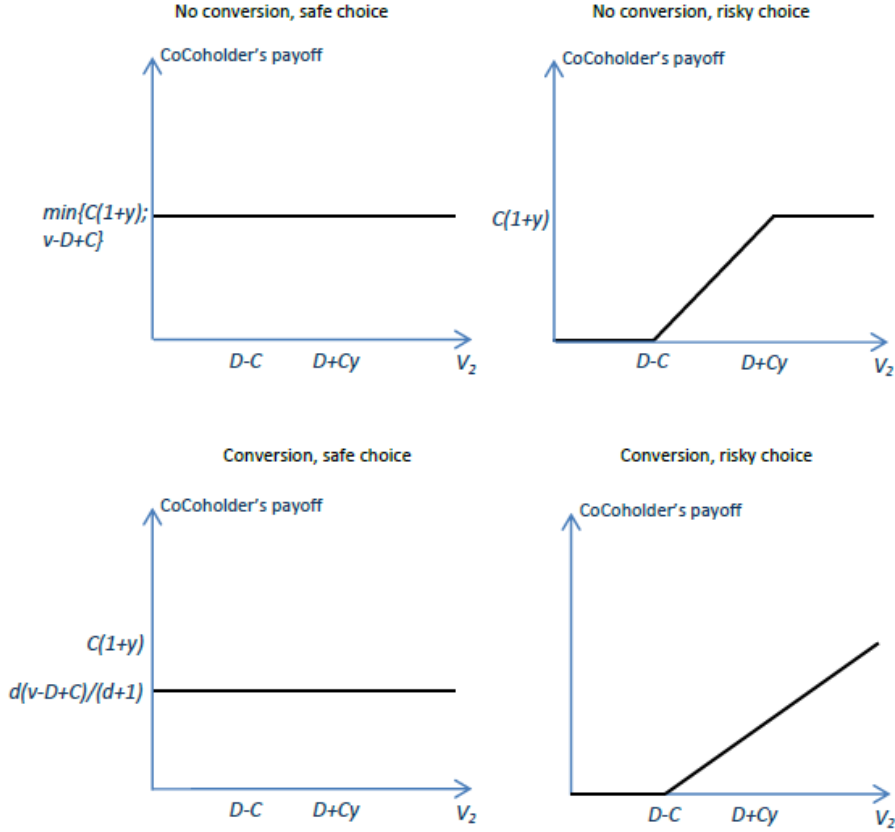 No conversion, safe choice
No conversion, risky choice
CoCoholder's payoff
CoCoholder's payoff
min{C(1+y);
v-D+C}
C(1+y)
D-C
D+Cy
V₂
D-C
D+Cy
V₂
Conversion, safe choice
Conversion, risky choice
CoCoholder's payoff
CoCoholder's payoff
C(1+y)
d(v-D+C)/(d+1)
D-C
D+Cy
V₂
D-C
D+Cy
V₂